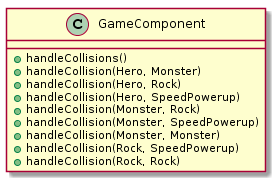 C GameComponent
handleCollisions()
handleCollision(Hero, Monster)
handleCollision(Hero, Rock)
handleCollision(Hero, SpeedPowerup)
handleCollision(Monster, Rock)
handleCollision(Monster, SpeedPowerup)
handleCollision(Monster, Monster)
handleCollision(Rock, SpeedPowerup)
handleCollision(Rock, Rock)